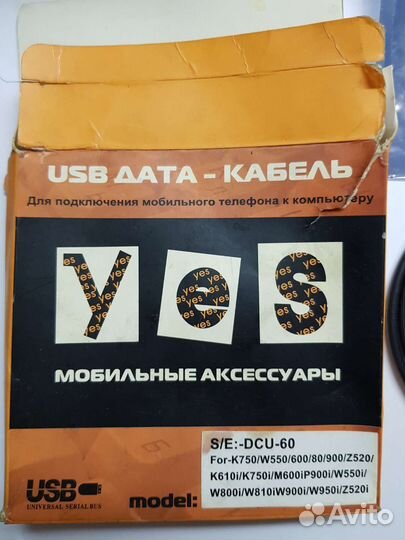 USB ДАТА - КАБЕЛЬ
Для подключения мобильного телефона к компьютеру
Yes
МОБИЛЬНЫЕ АКСЕССУАРЫ
S/E:-DCU-60
For-K750/W550/600/80/900/Z520/
K610i/K750i/M600iP900i/W550i/
W800i/W810iW900i/W950i/Z520i
USB
UNIVERSAL SERIAL BUS
model:
Avito